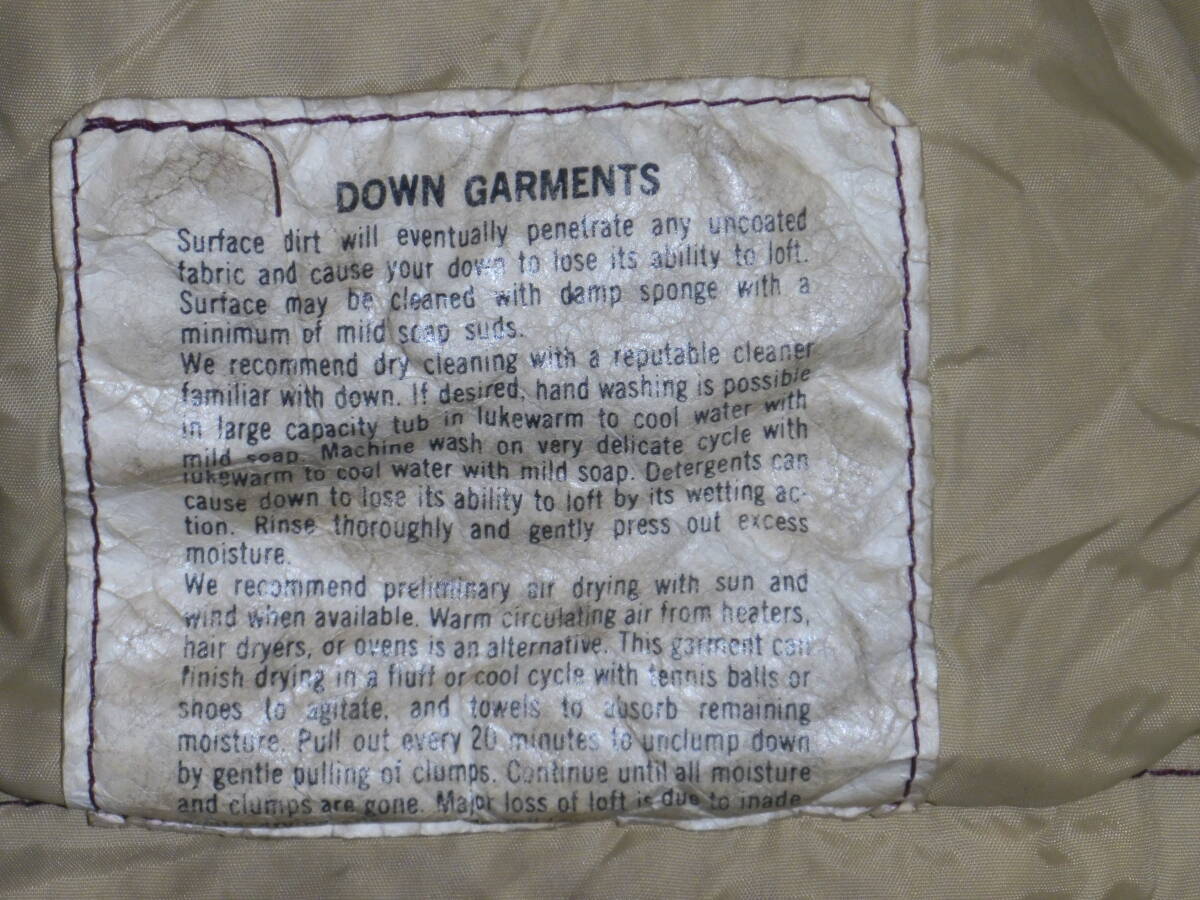 DOWN GARMENTS
Surface dirt will eventually penetrate any uncoated
fabric and cause your down to lose its ability to loft.
Surface may be cleaned with damp sponge with a
minimum of mild soap suds.
We recommend dry cleaning with a reputable cleaner
familiar with down. If desired, hand washing is possible
in large capacity tub in lukewarm to cool water with
mild soap. Machine wash on very delicate cycle with
lukewarm to cool water with mild soap. Detergents can
cause down to lose its ability to loft by its wetting ac-
tion. Rinse thoroughly and gently press out excess
moisture.
We recommend preliminary air drying with sun and
wind when available. Warm circulating air from heaters,
hair dryers, or ovens is an alternative. This garment can
finish drying in a fluff or cool cycle with tennis balls or
shoes to agitate, and towels to absorb remaining
moisture. Pull out every 20 minutes to unclump down
by gentle pulling of clumps. Continue until all moisture
and clumps are gone. Major loss of loft is due to inade